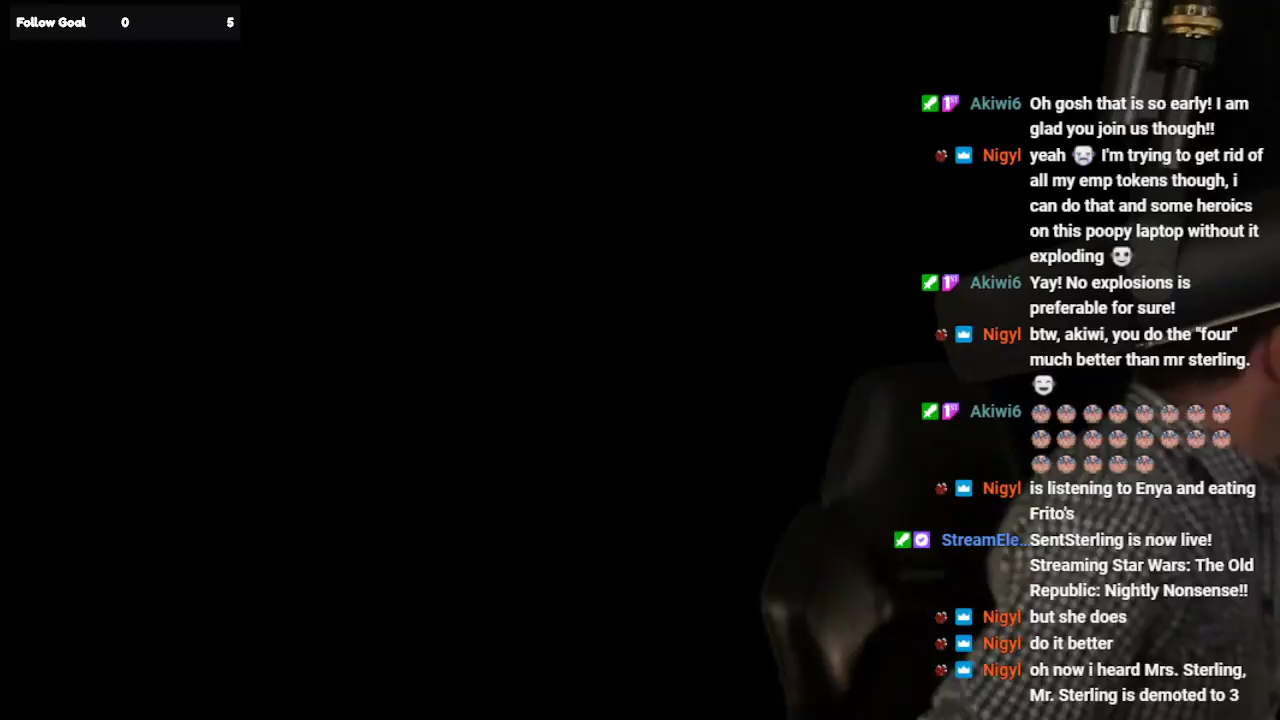 Follow Goal 0 5
Akiwi6 Oh gosh that is so early! I am
glad you join us though!!
Nigyl yeah I'm trying to get rid of
all my emp tokens though, i
can do that and some heroics
on this poopy laptop without it
exploding
Akiwi6 Yay! No explosions is
preferable for sure!
Nigyl btw, akiwi, you do the "four"
much better than mr sterling.
Akiwi6
Nigyl is listening to Enya and eating
Frito's
StreamEle... SentSterling is now live!
Streaming Star Wars: The Old
Republic: Nightly Nonsense!!
Nigyl but she does
Nigyl do it better
Nigyl oh now i heard Mrs. Sterling,
Mr. Sterling is demoted to 3